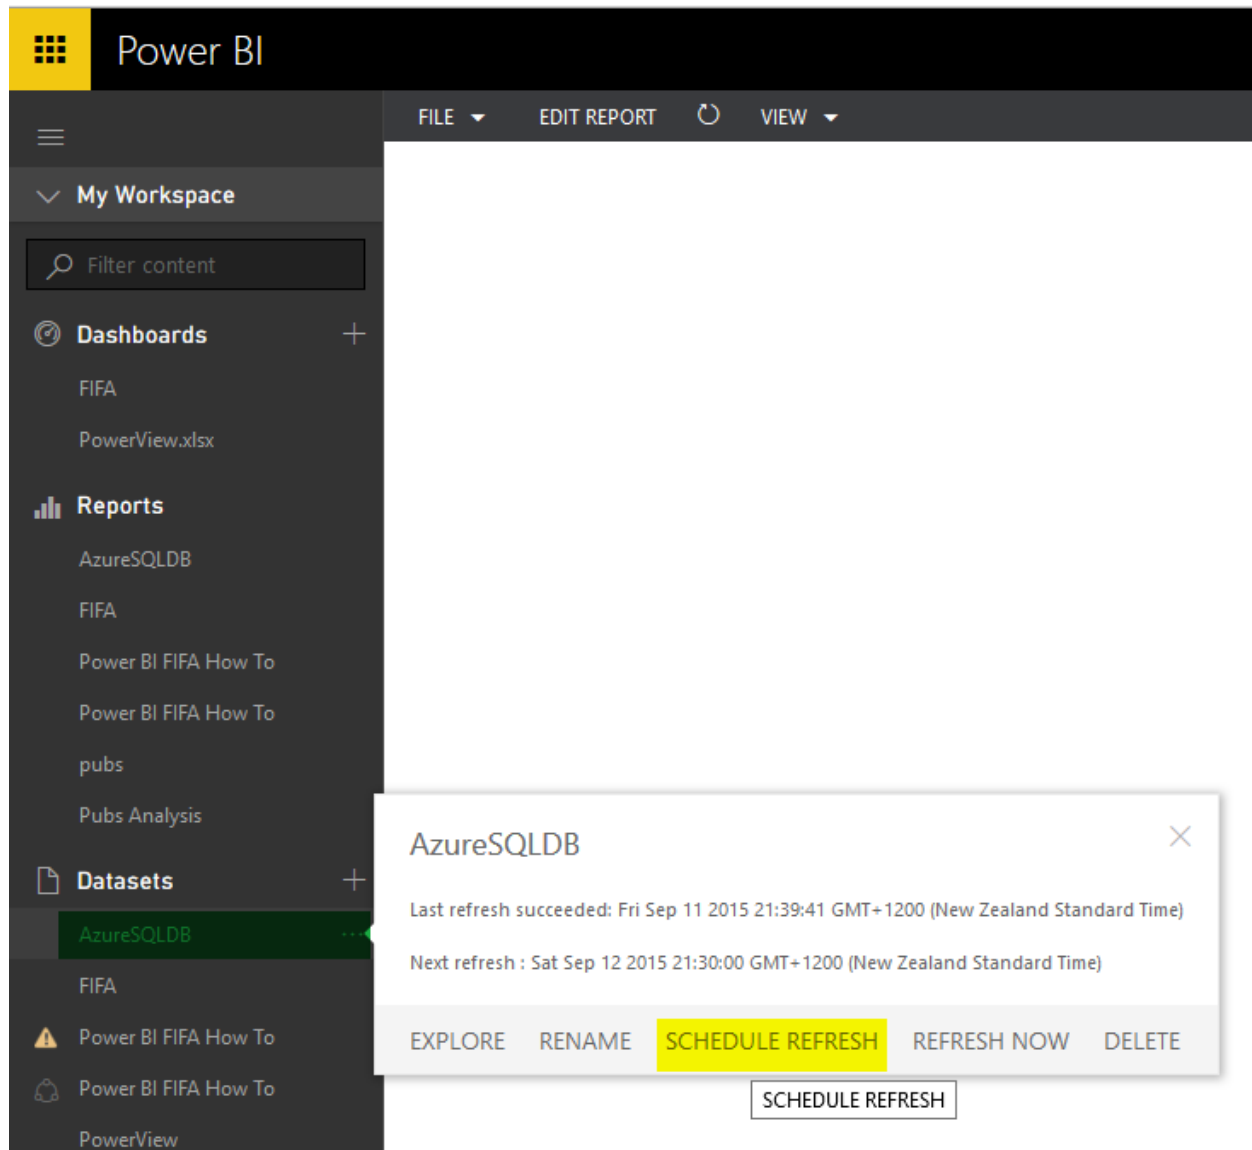 Power BI
FILE EDIT REPORT VIEW
My Workspace
Filter content
Dashboards
FIFA
PowerView.xlsx
Reports
AzureSQLDB
FIFA
Power BI FIFA How To
Power BI FIFA How To
pubs
Pubs Analysis
Datasets
AzureSQLDB
FIFA
Power BI FIFA How To
Power BI FIFA How To
PowerView
AzureSQLDB
Last refresh succeeded: Fri Sep 11 2015 21:39:41 GMT+1200 (New Zealand Standard Time)
Next refresh : Sat Sep 12 2015 21:30:00 GMT+1200 (New Zealand Standard Time)
EXPLORE RENAME SCHEDULE REFRESH REFRESH NOW DELETE
SCHEDULE REFRESH